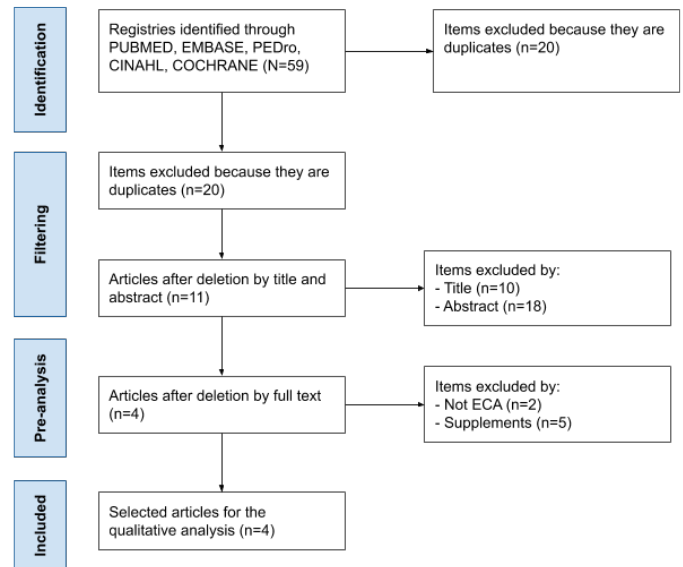 Identification
Registries identified through
PUBMED, EMBASE, PEDro,
CINAHL, COCHRANE (N=59)
Items excluded because they are
duplicates (n=20)
Filtering
Items excluded because they are
duplicates (n=20)
Articles after deletion by title and
abstract (n=11)
Items excluded by:
- Title (n=10)
- Abstract (n=18)
Pre-analysis
Articles after deletion by full text
(n=4)
Items excluded by:
- Not ECA (n=2)
- Supplements (n=5)
Included
Selected articles for the
qualitative analysis (n=4)